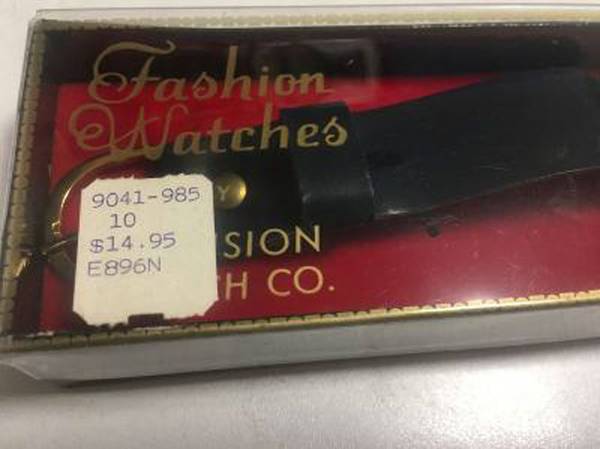 Fashion
Watches
Y
SION
H CO.
9041-985
10
$14.95
E896N